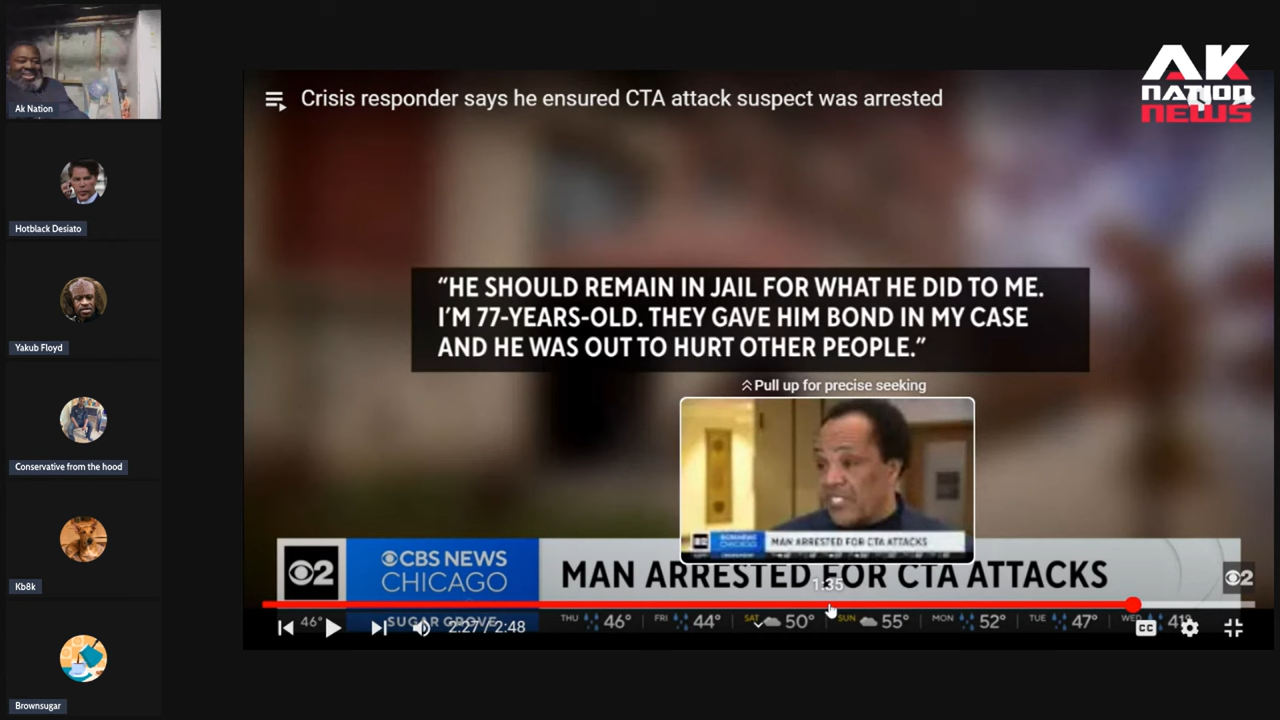 Ak Nation
Hotblack Desiato
Yakub Floyd
Conservative from the hood
Kb8k
Brownsugar
AK
NATION
NEWS
Crisis responder says he ensured CTA attack suspect was arrested
“HE SHOULD REMAIN IN JAIL FOR WHAT HE DID TO ME.
I’M 77-YEARS-OLD. THEY GAVE HIM BOND IN MY CASE
AND HE WAS OUT TO HURT OTHER PEOPLE.”
Pull up for precise seeking
MAN ARRESTED FOR CTA ATTACKS
2
CBS NEWS
CHICAGO
MAN ARRESTED FOR CTA ATTACKS
2
1:35
46° SUGAR GROVE THU 46° FRI 44° SAT 50° SUN 55° MON 52° TUE 47° WED 41°
2:27 / 2:48
CC